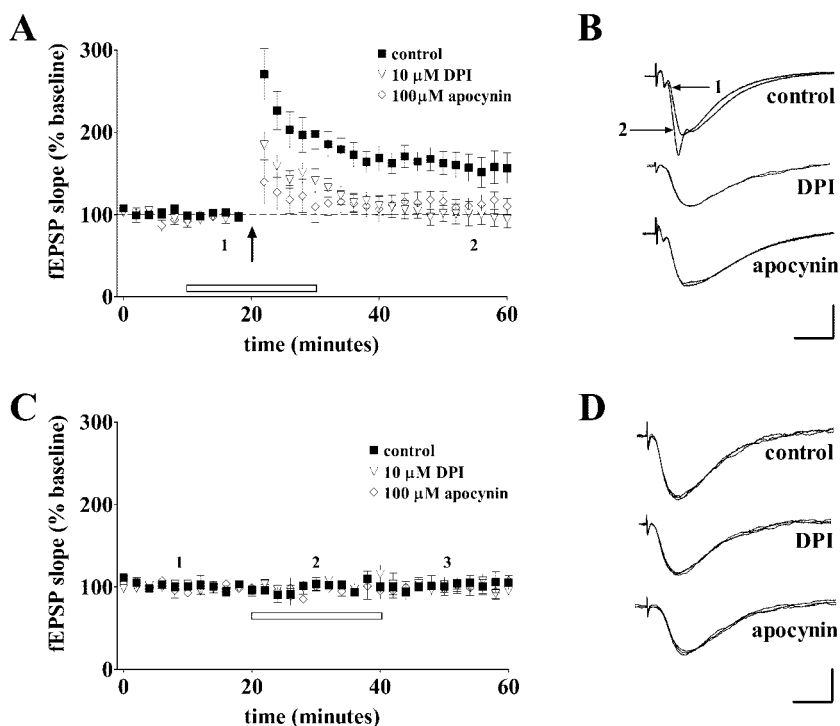 A
fEPSP slope (% baseline)
300
200
100
0
control
10 μM DPI
100μM apocynin
1
2
0
20
40
60
time (minutes)
B
1
2
control
DPI
apocynin
C
fEPSP slope (% baseline)
300
200
100
0
control
10 μM DPI
100 μM apocynin
1
2
3
0
20
40
60
time (minutes)
D
control
DPI
apocynin